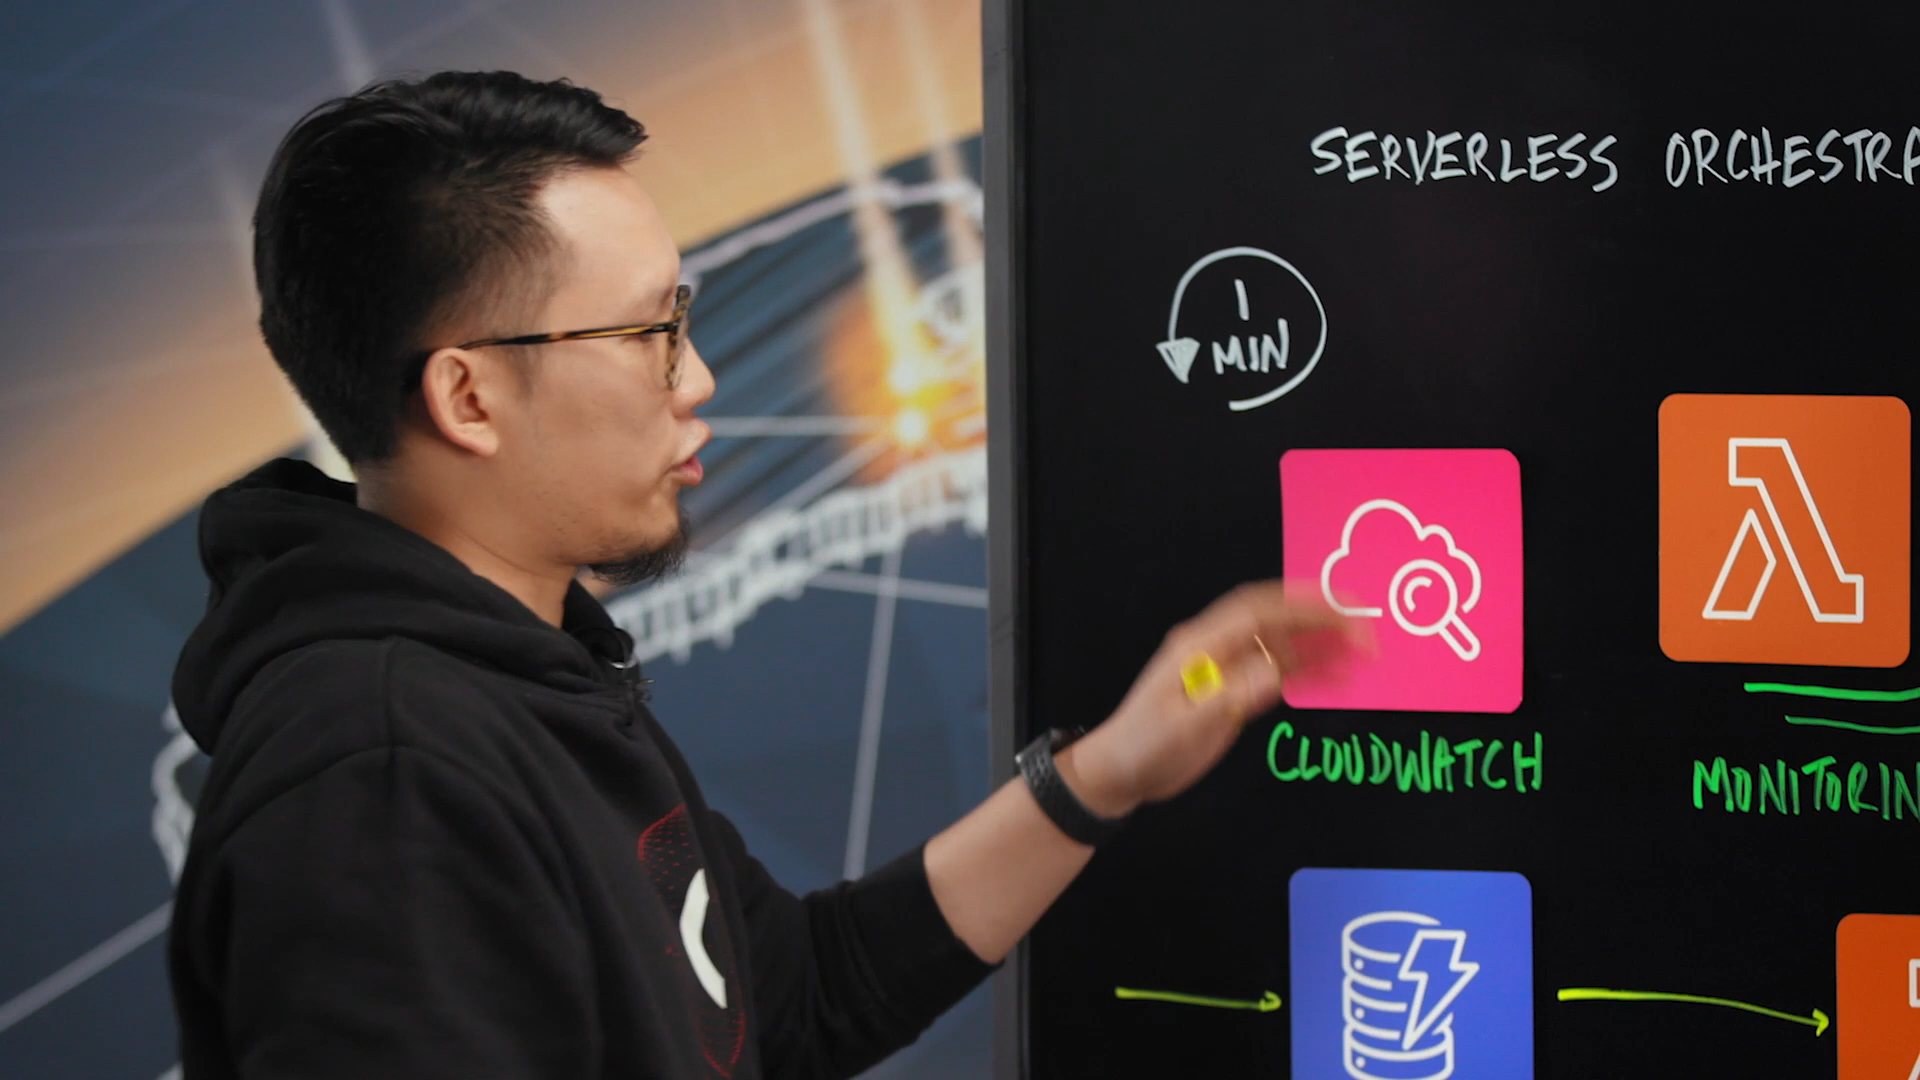 SERVERLESS ORCHESTRA
1
MIN
CLOUDWATCH
MONITORIN